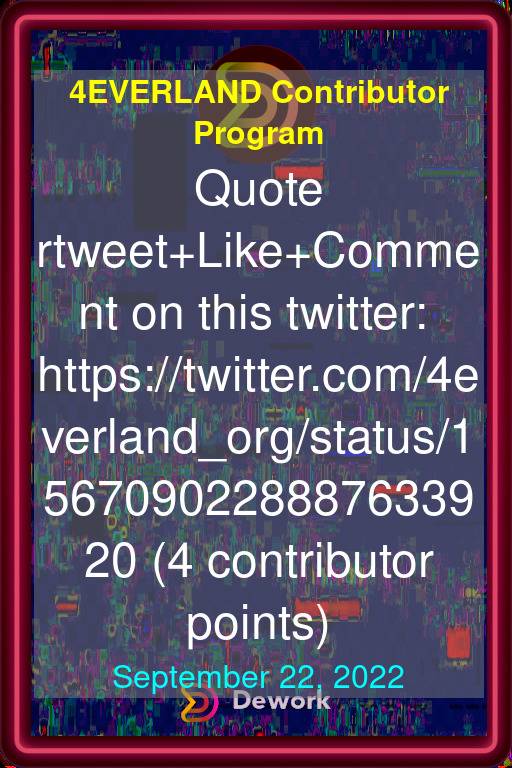 4EVERLAND Contributor
Program
Quote
rtweet+Like+Comme
nt on this twitter:
https://twitter.com/4e
verland_org/status/1
56709022888876339
20 (4 contributor
points)
September 22, 2022
Dework